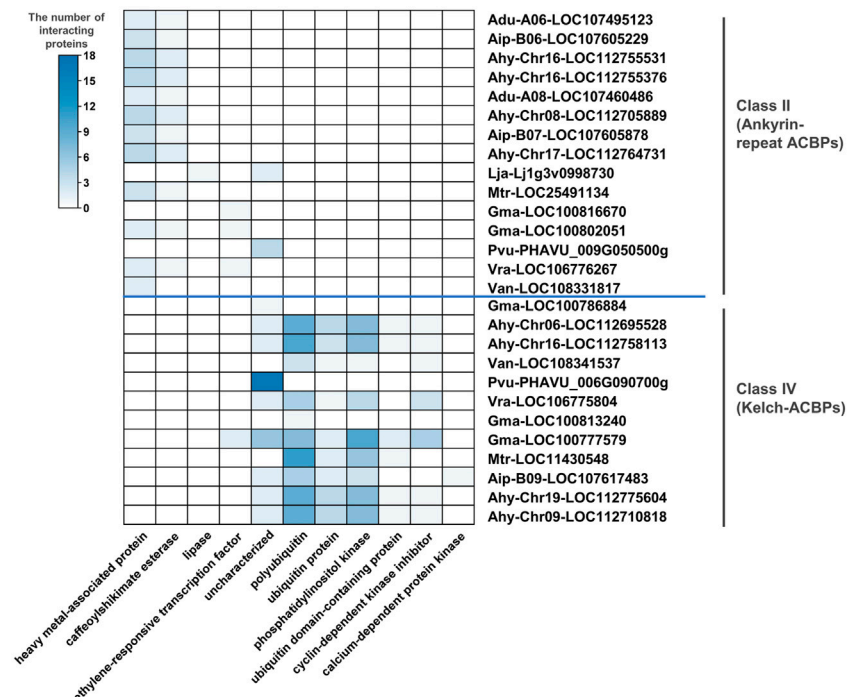 The number of
interacting
proteins
18
15
12
9
6
3
0
Adu-A06-LOC107495123
Aip-B06-LOC107605229
Ahy-Chr16-LOC112755531
Ahy-Chr16-LOC112755376
Adu-A08-LOC107460486
Ahy-Chr08-LOC112705889
Aip-B07-LOC107605878
Ahy-Chr17-LOC112764731
Lja-Lj1g3v0998730
Mtr-LOC25491134
Gma-LOC100816670
Gma-LOC100802051
Pvu-PHAVU_009G050500g
Vra-LOC106776267
Van-LOC108331817
Gma-LOC100786884
Ahy-Chr06-LOC112695528
Ahy-Chr16-LOC112758113
Van-LOC108341537
Pvu-PHAVU_006G090700g
Vra-LOC106775804
Gma-LOC100813240
Gma-LOC100777579
Mtr-LOC11430548
Aip-B09-LOC107617483
Ahy-Chr19-LOC112775604
Ahy-Chr09-LOC112710818
Class II
(Ankyrin-
repeat ACBPs)
Class IV
(Kelch-ACBPs)
heavy metal-associated protein
caffeoylshikimate esterase
lipase
ethylene-responsive transcription factor
uncharacterized
polyubiquitin
ubiquitin protein
phosphatidylinositol kinase
ubiquitin domain-containing protein
cyclin-dependent kinase inhibitor
calcium-dependent protein kinase